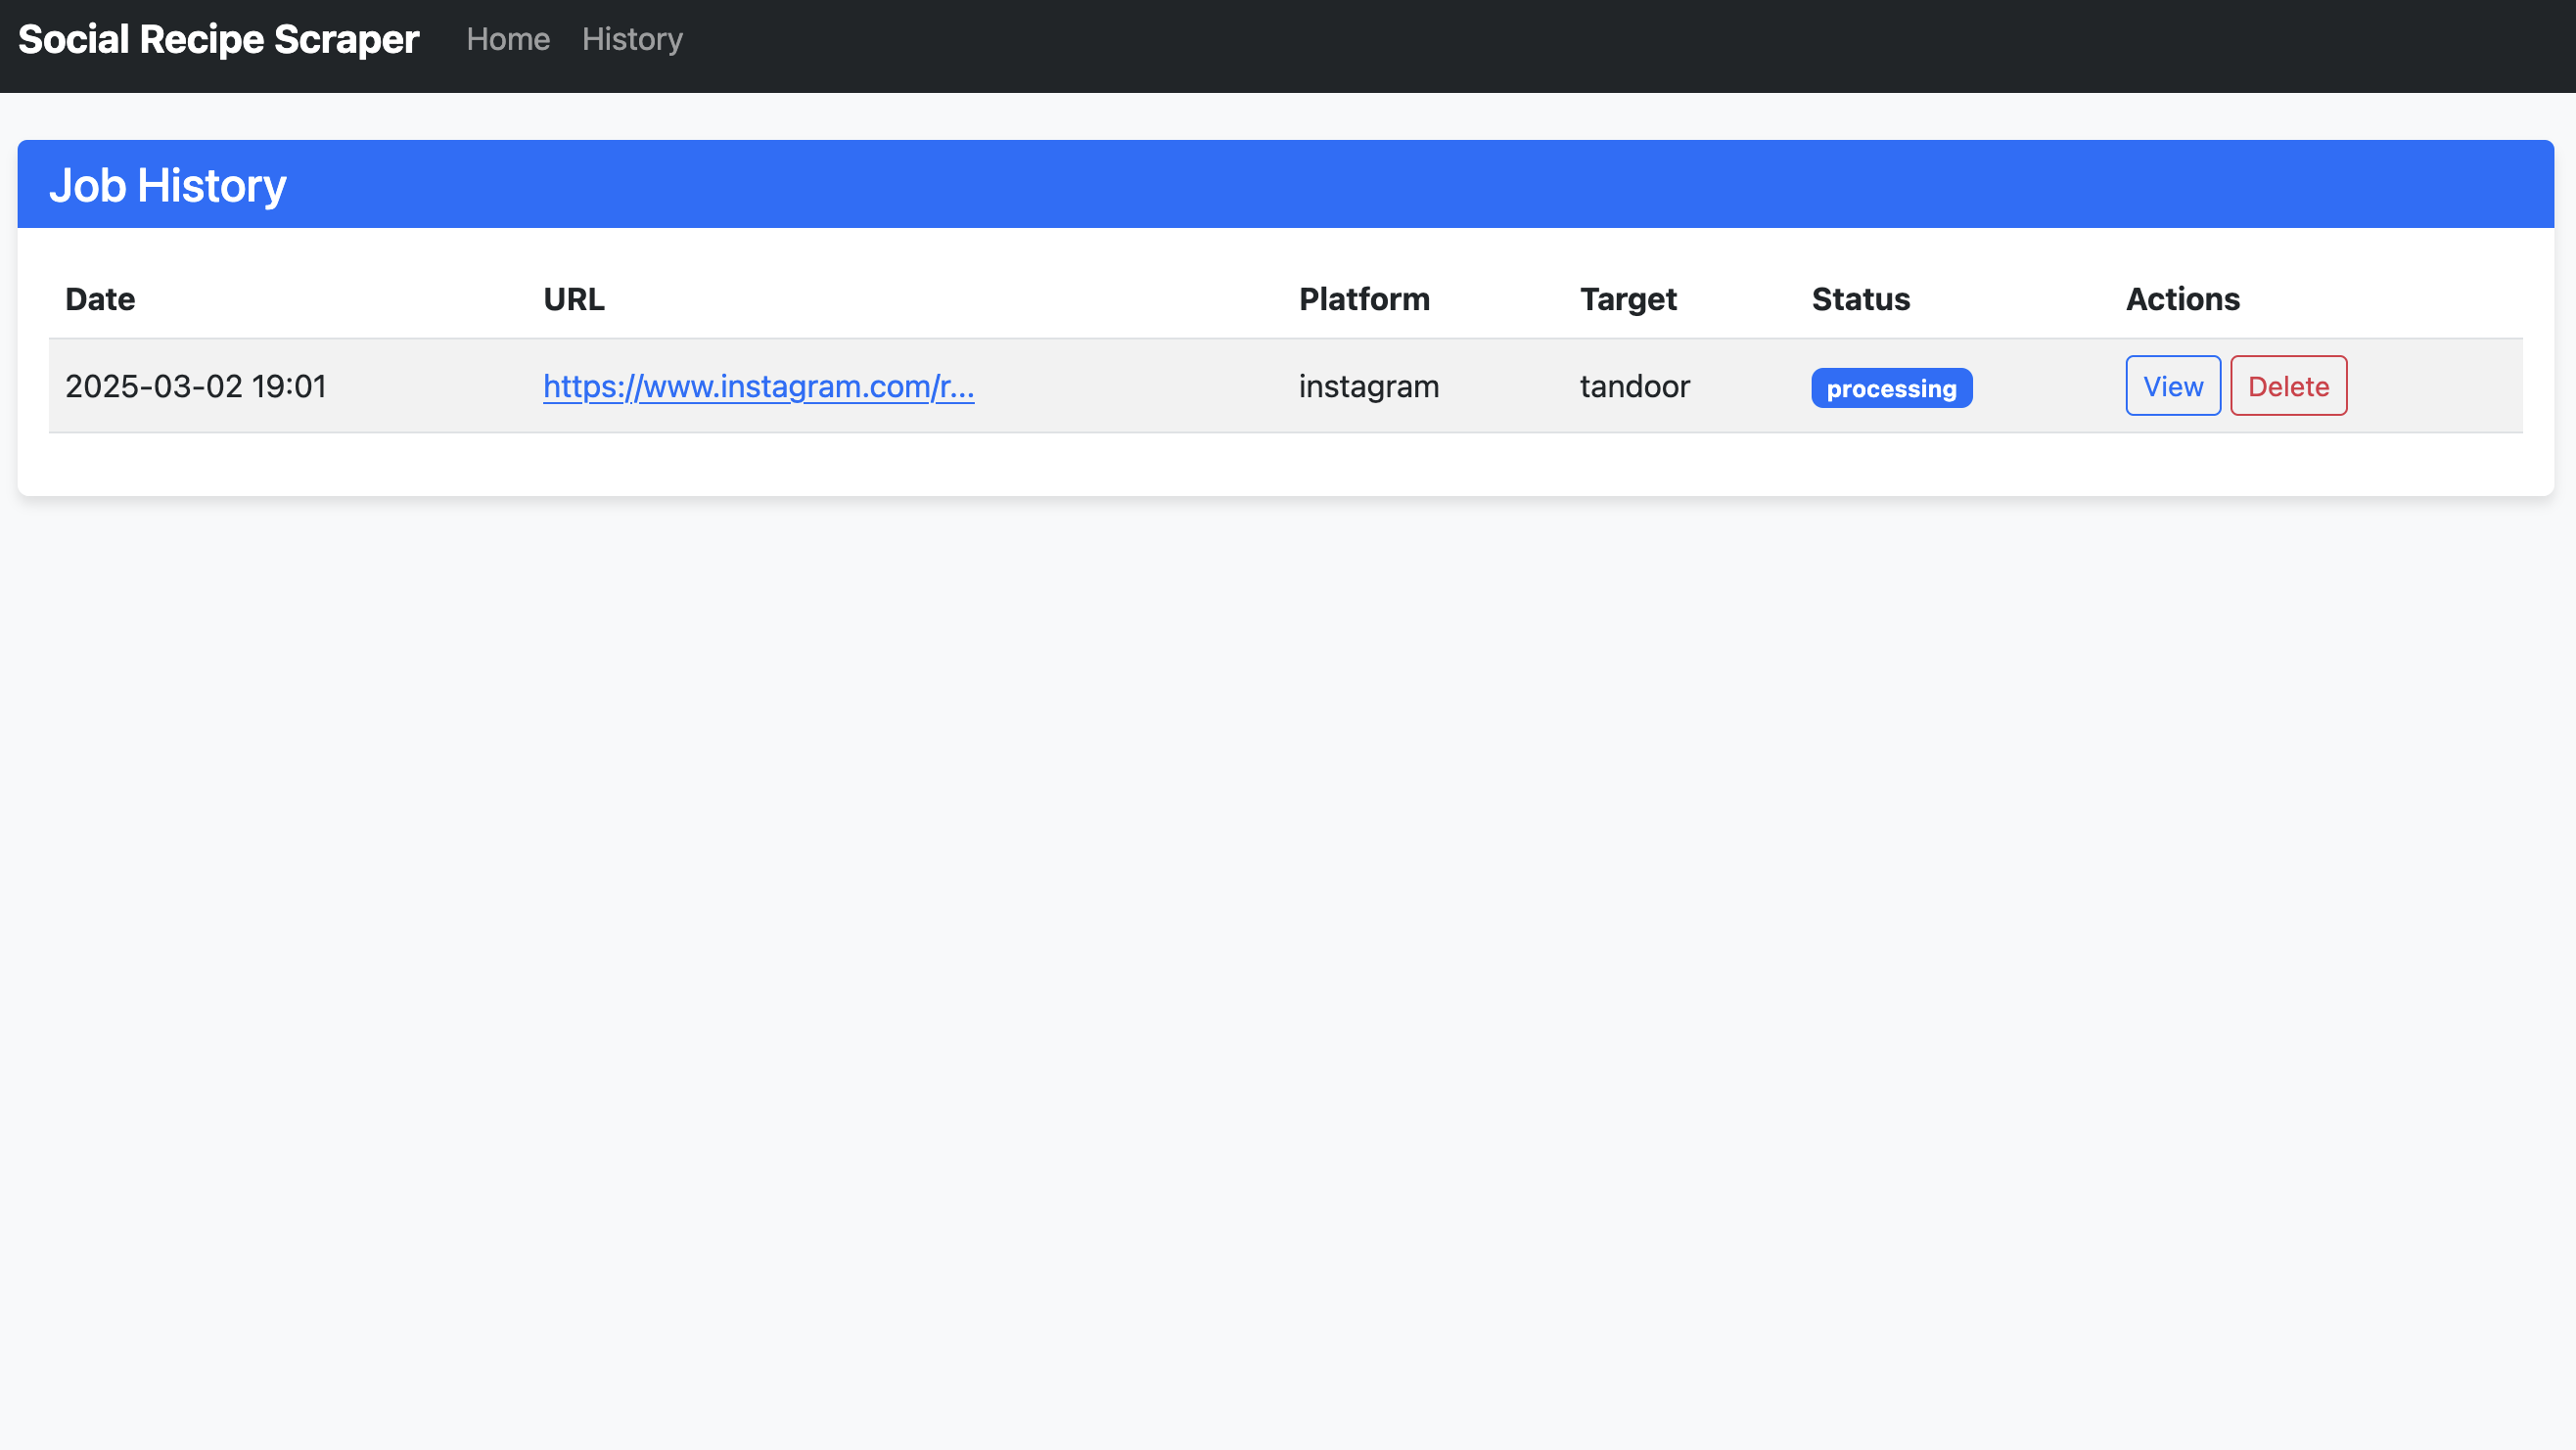 Social Recipe Scraper Home History
Job History
Date URL Platform Target Status Actions
2025-03-02 19:01 https://www.instagram.com/r... instagram tandoor processing View Delete